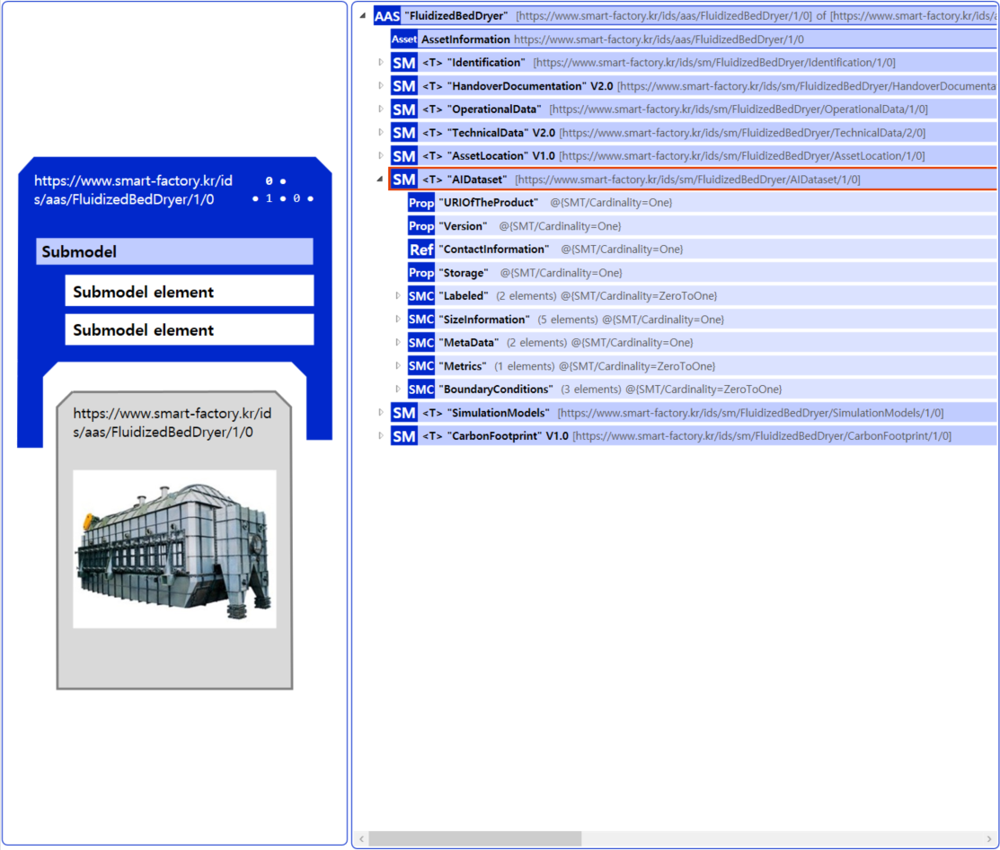 https://www.smart-factory.kr/id
s/aas/FluidizedBedDryer/1/0
0 •
• 1 • 0 •
Submodel
Submodel element
Submodel element
https://www.smart-factory.kr/id
s/aas/FluidizedBedDryer/1/0
AAS "FluidizedBedDryer" [https://www.smart-factory.kr/ids/aas/FluidizedBedDryer/1/0] of [https://www.smart-factory.kr/ids/a
Asset AssetInformation https://www.smart-factory.kr/ids/aas/FluidizedBedDryer/1/0
SM <T> "Identification" [https://www.smart-factory.kr/ids/sm/FluidizedBedDryer/Identification/1/0]
SM <T> "HandoverDocumentation" V2.0 [https://www.smart-factory.kr/ids/sm/FluidizedBedDryer/HandoverDocumenta
SM <T> "OperationalData" [https://www.smart-factory.kr/ids/sm/FluidizedBedDryer/OperationalData/1/0]
SM <T> "TechnicalData" V2.0 [https://www.smart-factory.kr/ids/sm/FluidizedBedDryer/TechnicalData/2/0]
SM <T> "AssetLocation" V1.0 [https://www.smart-factory.kr/ids/sm/FluidizedBedDryer/AssetLocation/1/0]
SM <T> "AIDataset" [https://www.smart-factory.kr/ids/sm/FluidizedBedDryer/AIDataset/1/0]
Prop "URIOfTheProduct" @{SMT/Cardinality=One}
Prop "Version" @{SMT/Cardinality=One}
Ref "ContactInformation" @{SMT/Cardinality=One}
Prop "Storage" @{SMT/Cardinality=One}
SMC "Labeled" (2 elements) @{SMT/Cardinality=ZeroToOne}
SMC "SizeInformation" (5 elements) @{SMT/Cardinality=One}
SMC "MetaData" (2 elements) @{SMT/Cardinality=One}
SMC "Metrics" (1 elements) @{SMT/Cardinality=ZeroToOne}
SMC "BoundaryConditions" (3 elements) @{SMT/Cardinality=ZeroToOne}
SM <T> "SimulationModels" [https://www.smart-factory.kr/ids/sm/FluidizedBedDryer/SimulationModels/1/0]
SM <T> "CarbonFootprint" V1.0 [https://www.smart-factory.kr/ids/sm/FluidizedBedDryer/CarbonFootprint/1/0]